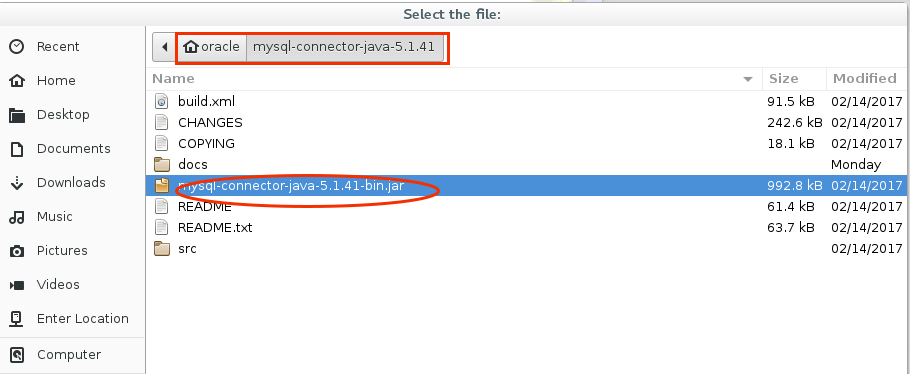 Select the file:
Recent
Home
Desktop
Documents
Downloads
Music
Pictures
Videos
Enter Location
Computer
oracle mysql-connector-java-5.1.41
Name Size Modified
build.xml 91.5 kB 02/14/2017
CHANGES 242.6 kB 02/14/2017
COPYING 18.1 kB 02/14/2017
docs Monday
mysql-connector-java-5.1.41-bin.jar 992.8 kB 02/14/2017
README 61.4 kB 02/14/2017
README.txt 63.7 kB 02/14/2017
src 02/14/2017